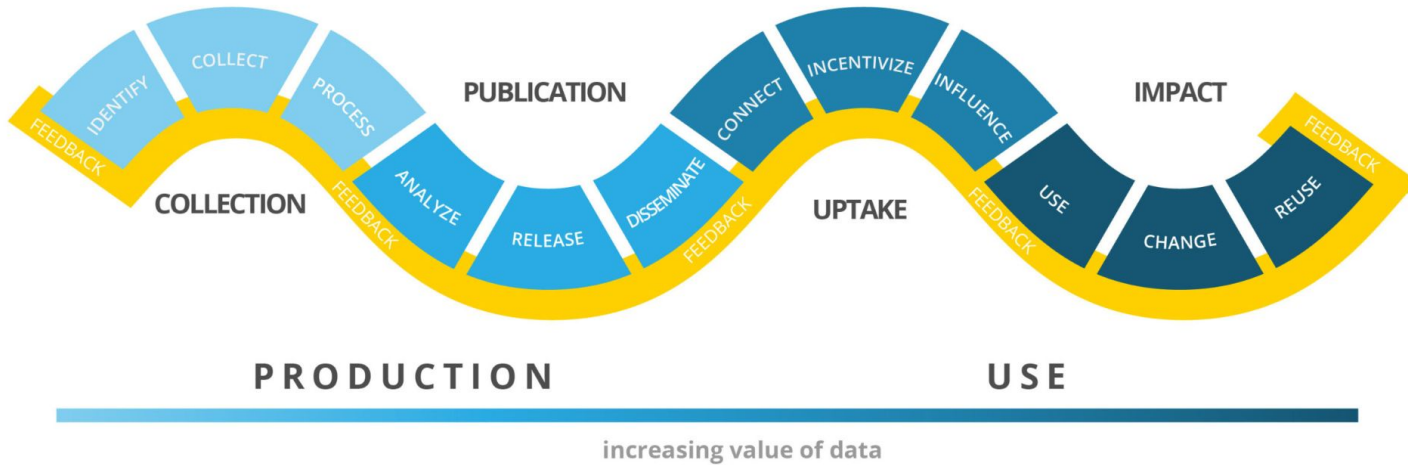 IDENTIFY
COLLECT
PROCESS
FEEDBACK
COLLECTION
PUBLICATION
ANALYZE
RELEASE
DISSEMINATE
FEEDBACK
FEEDBACK
CONNECT
INCENTIVIZE
INFLUENCE
UPTAKE
IMPACT
USE
CHANGE
REUSE
FEEDBACK
FEEDBACK
PRODUCTION
USE
increasing value of data